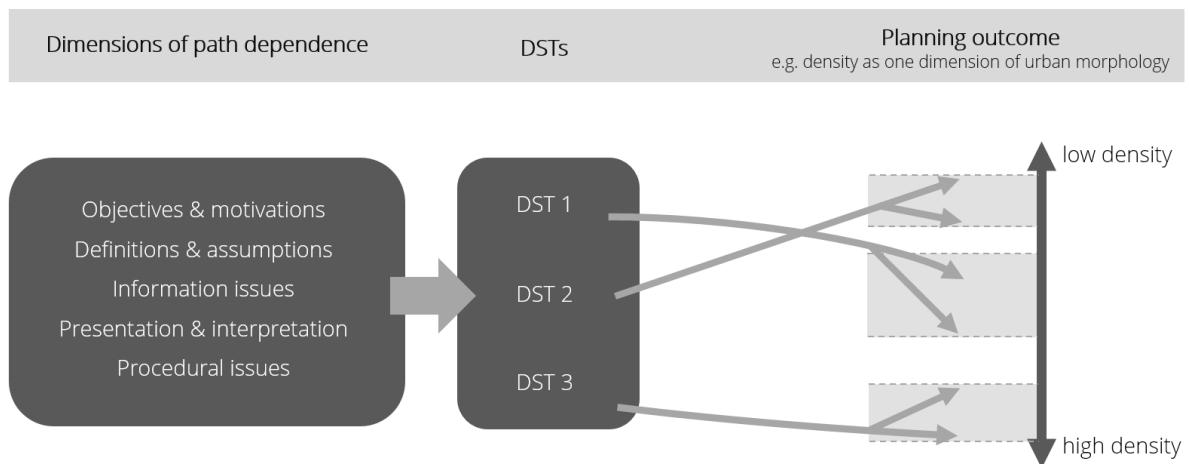 Dimensions of path dependence
DSTs
Planning outcome
e.g. density as one dimension of urban morphology
Objectives & motivations
Definitions & assumptions
Information issues
Presentation & interpretation
Procedural issues
DST 1
DST 2
DST 3
low density
high density